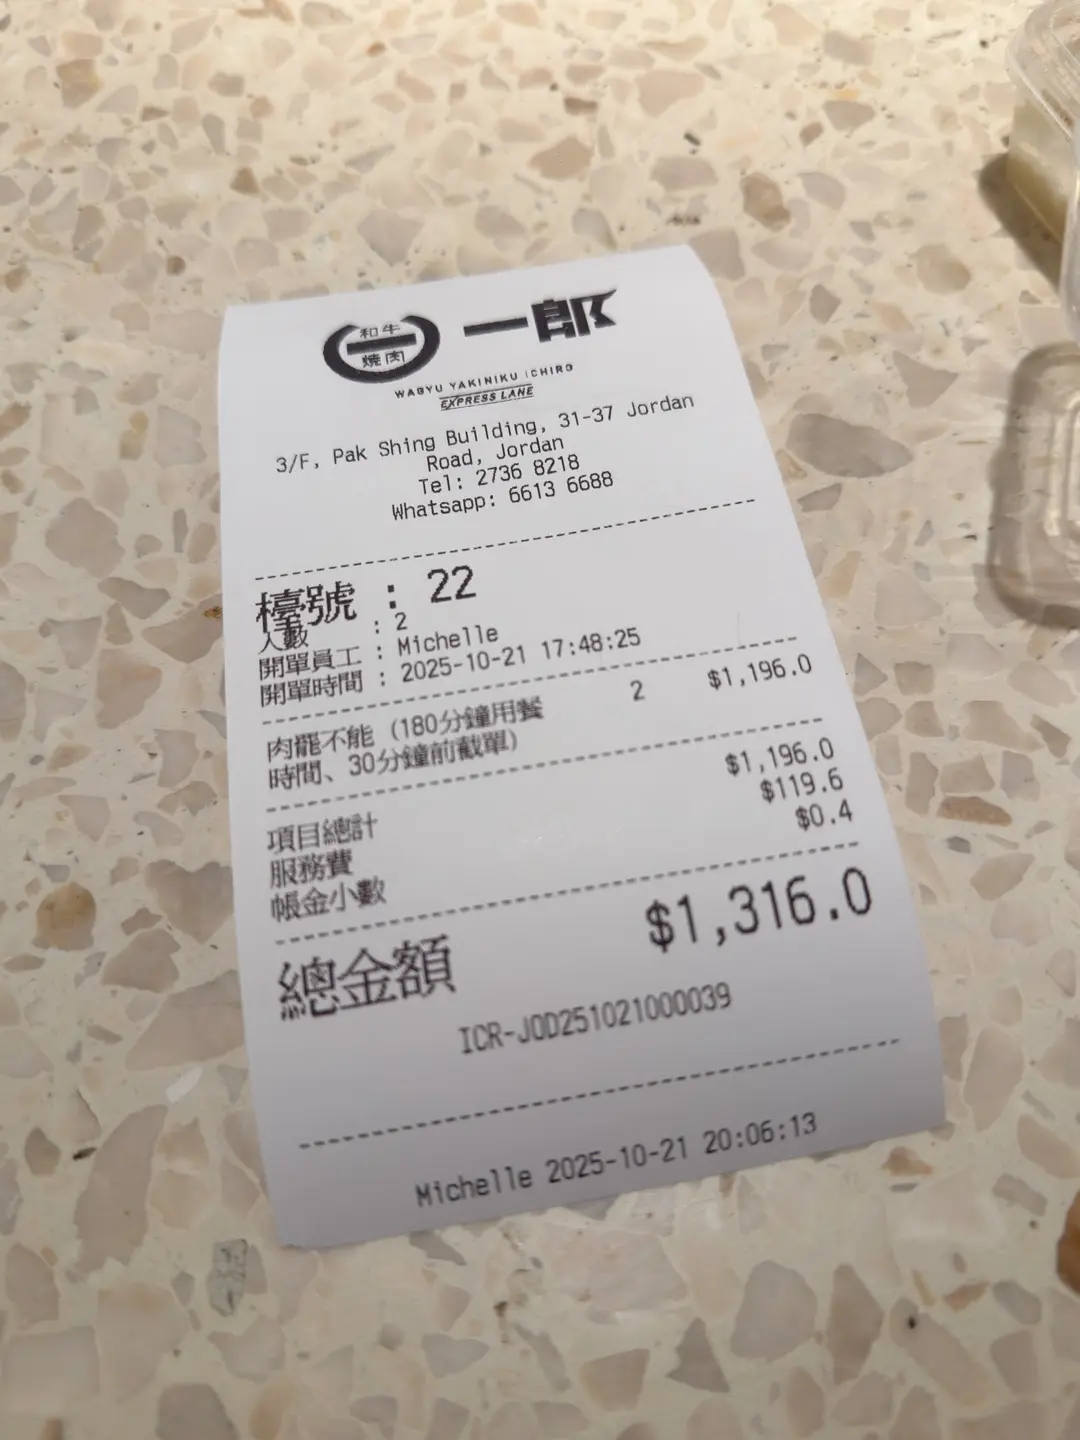 和牛
燒肉
一郎
WAGYU YAKINIKU ICHIRO
EXPRESS LANE
3/F, Pak Shing Building, 31-37 Jordan
Road, Jordan
Tel: 2736 8218
Whatsapp: 6613 6688
檯號 : 22
人數 : 2
開單員工 : Michelle
開單時間 : 2025-10-21 17:48:25
肉罷不能 (180分鐘用餐 2 $1,196.0
時間、30分鐘前截單)
項目總計 $1,196.0
服務費 $119.6
帳金小數 $0.4
總金額 $1,316.0
ICR-JOD251021000039
Michelle 2025-10-21 20:06:13